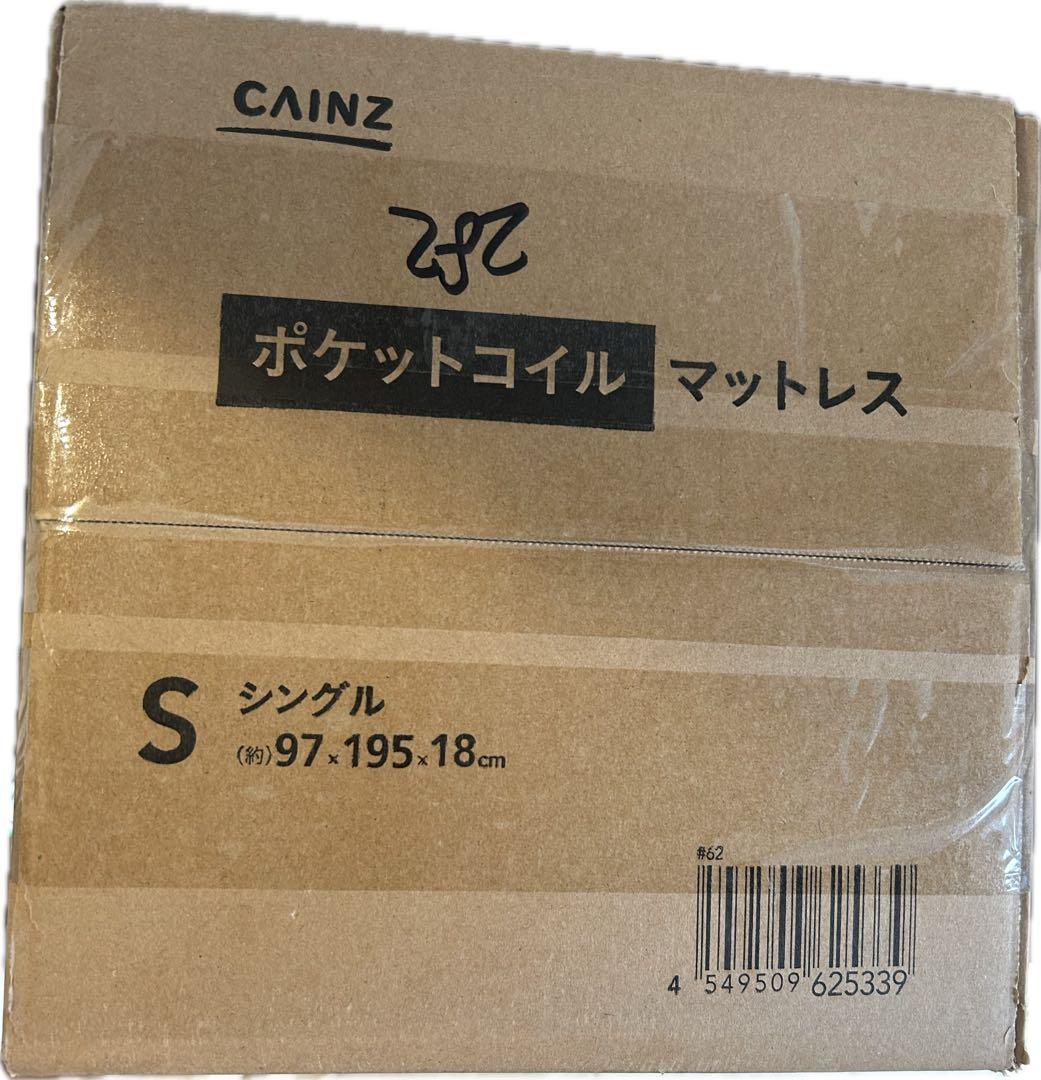 CAINZ
ポケットコイル マットレス
S シングル
(約)97×195×18cm
#62
4 549509 625339